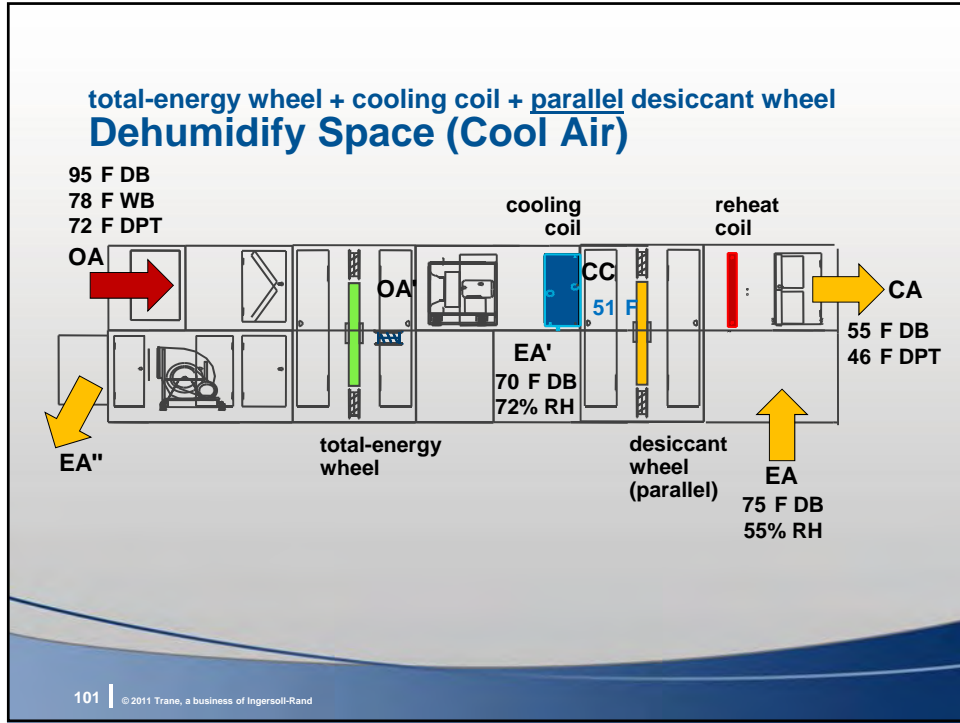 total-energy wheel + cooling coil + parallel desiccant wheel
Dehumidify Space (Cool Air)
95 F DB
78 F WB
72 F DPT
OA
cooling
coil
reheat
coil
OA'
CC
51 F
CA
55 F DB
46 F DPT
EA'
70 F DB
72% RH
EA"
total-energy
wheel
desiccant
wheel
(parallel)
EA
75 F DB
55% RH
101 | © 2011 Trane, a business of Ingersoll-Rand